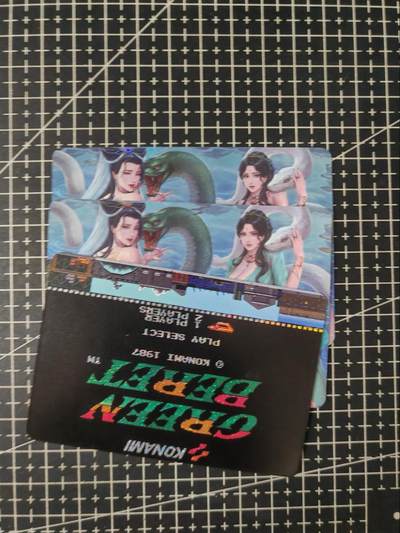 KONAMI
GREEN
BERET TM
© KONAMI 1987
PLAY SELECT
1 PLAYER
2 PLAYERS